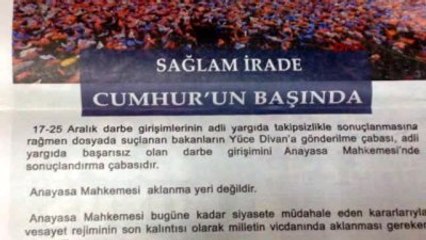 SAĞLAM İRADE
CUMHUR'UN BAŞINDA
17-25 Aralık darbe girişimlerinin adli yargıda takipsizlikle sonuçlanmasına
rağmen dosyada suçlanan bakanların Yüce Divan'a gönderilme çabası, adli
yargıda başarısız olan darbe girişimini Anayasa Mahkemesi'nde
sonuçlandırma çabasıdır.
Anayasa Mahkemesi aklanma yeri değildir.
Anayasa Mahkemesi bugüne kadar siyasete müdahale eden kararlarıyla
vesayet rejiminin son kalıntısı olarak milletin vicdanında aklanması gereken